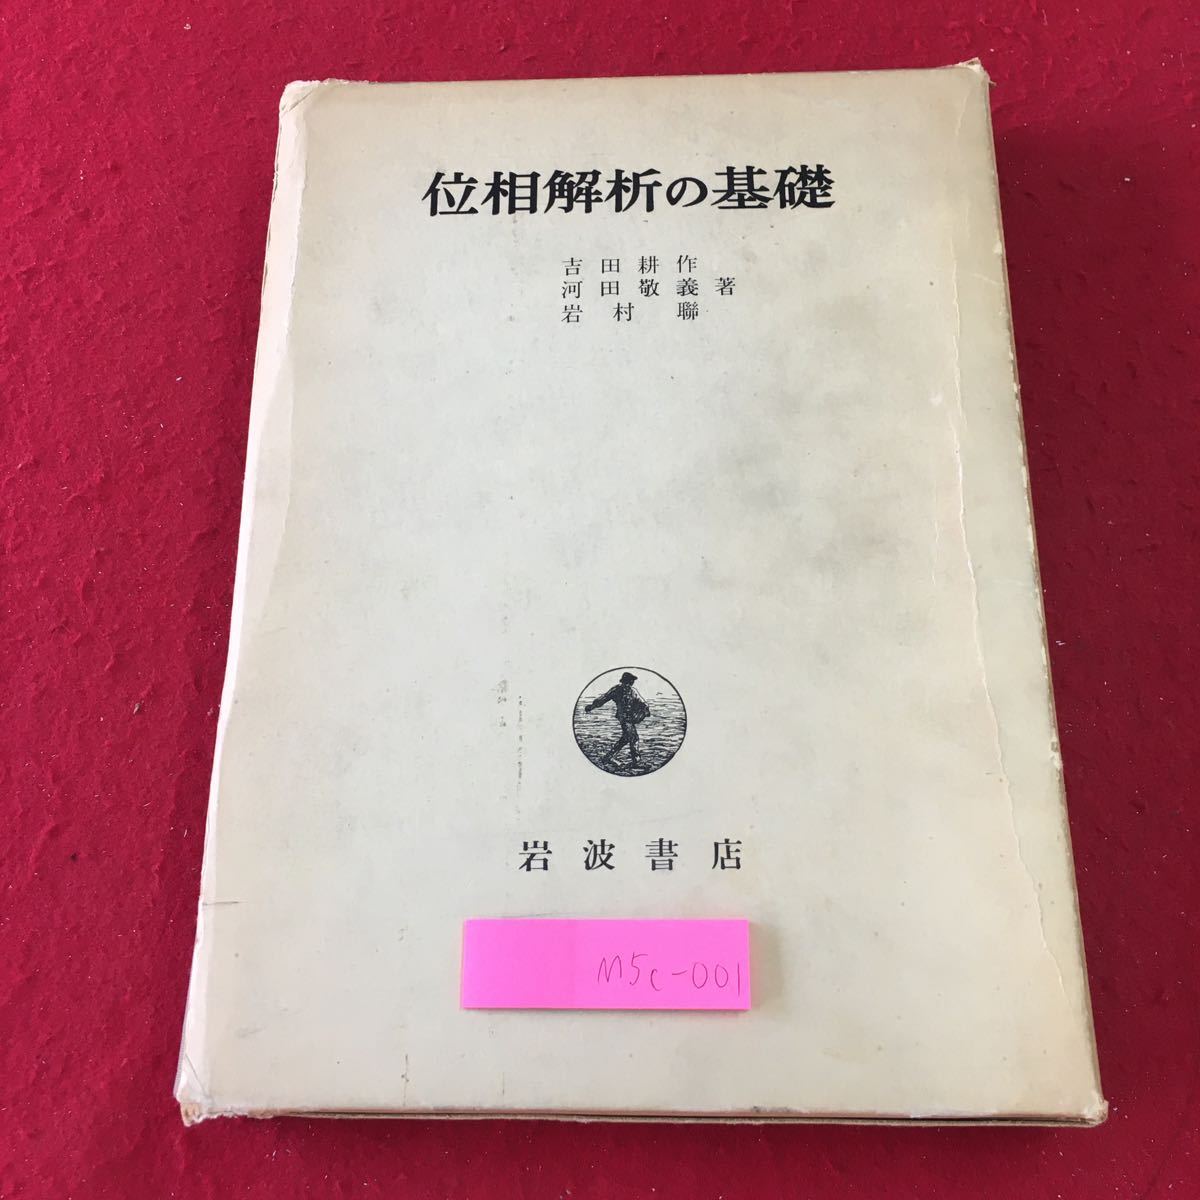 位相解析の基礎
吉田耕作
河田敬義著
岩村聯
岩波書店
M5c-001